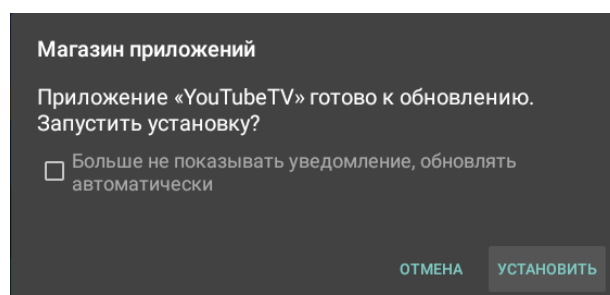 Магазин приложений
Приложение «YouTubeTV» готово к обновлению.
Запустить установку?
Больше не показывать уведомление, обновлять
автоматически
ОТМЕНА УСТАНОВИТЬ